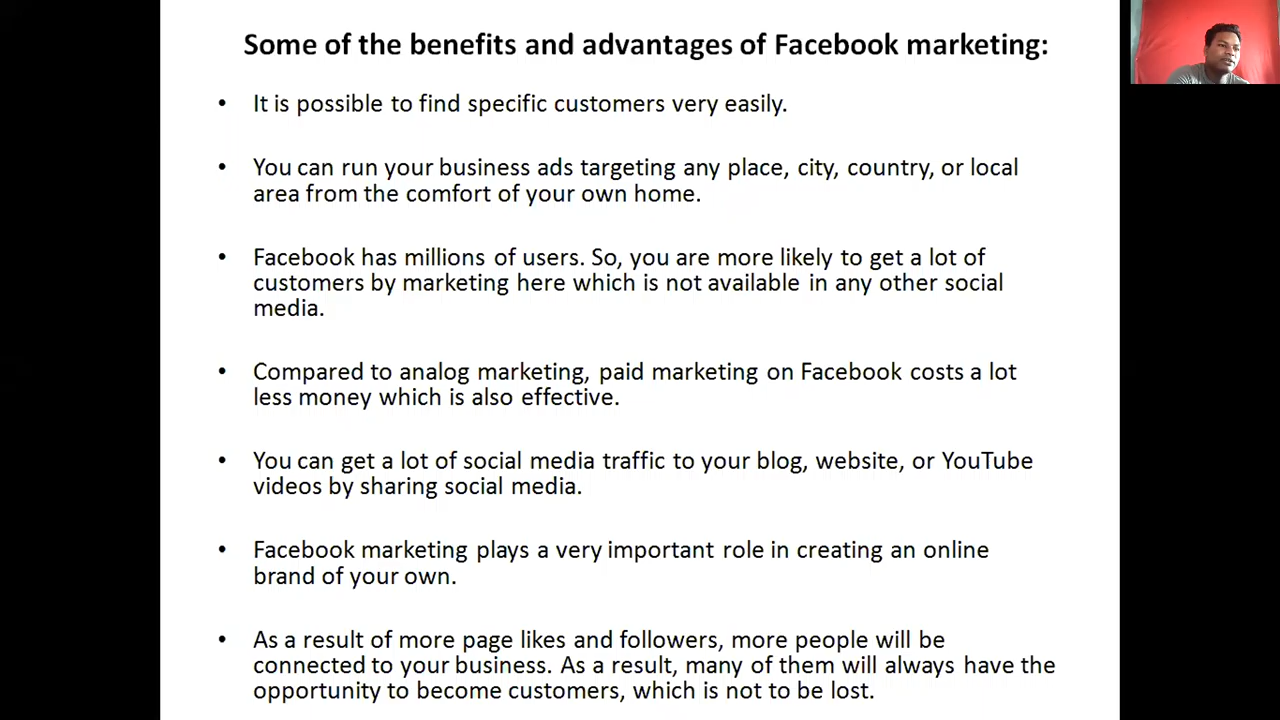 Some of the benefits and advantages of Facebook marketing:
• It is possible to find specific customers very easily.
• You can run your business ads targeting any place, city, country, or local
area from the comfort of your own home.
• Facebook has millions of users. So, you are more likely to get a lot of
customers by marketing here which is not available in any other social
media.
• Compared to analog marketing, paid marketing on Facebook costs a lot
less money which is also effective.
• You can get a lot of social media traffic to your blog, website, or YouTube
videos by sharing social media.
• Facebook marketing plays a very important role in creating an online
brand of your own.
• As a result of more page likes and followers, more people will be
connected to your business. As a result, many of them will always have the
opportunity to become customers, which is not to be lost.